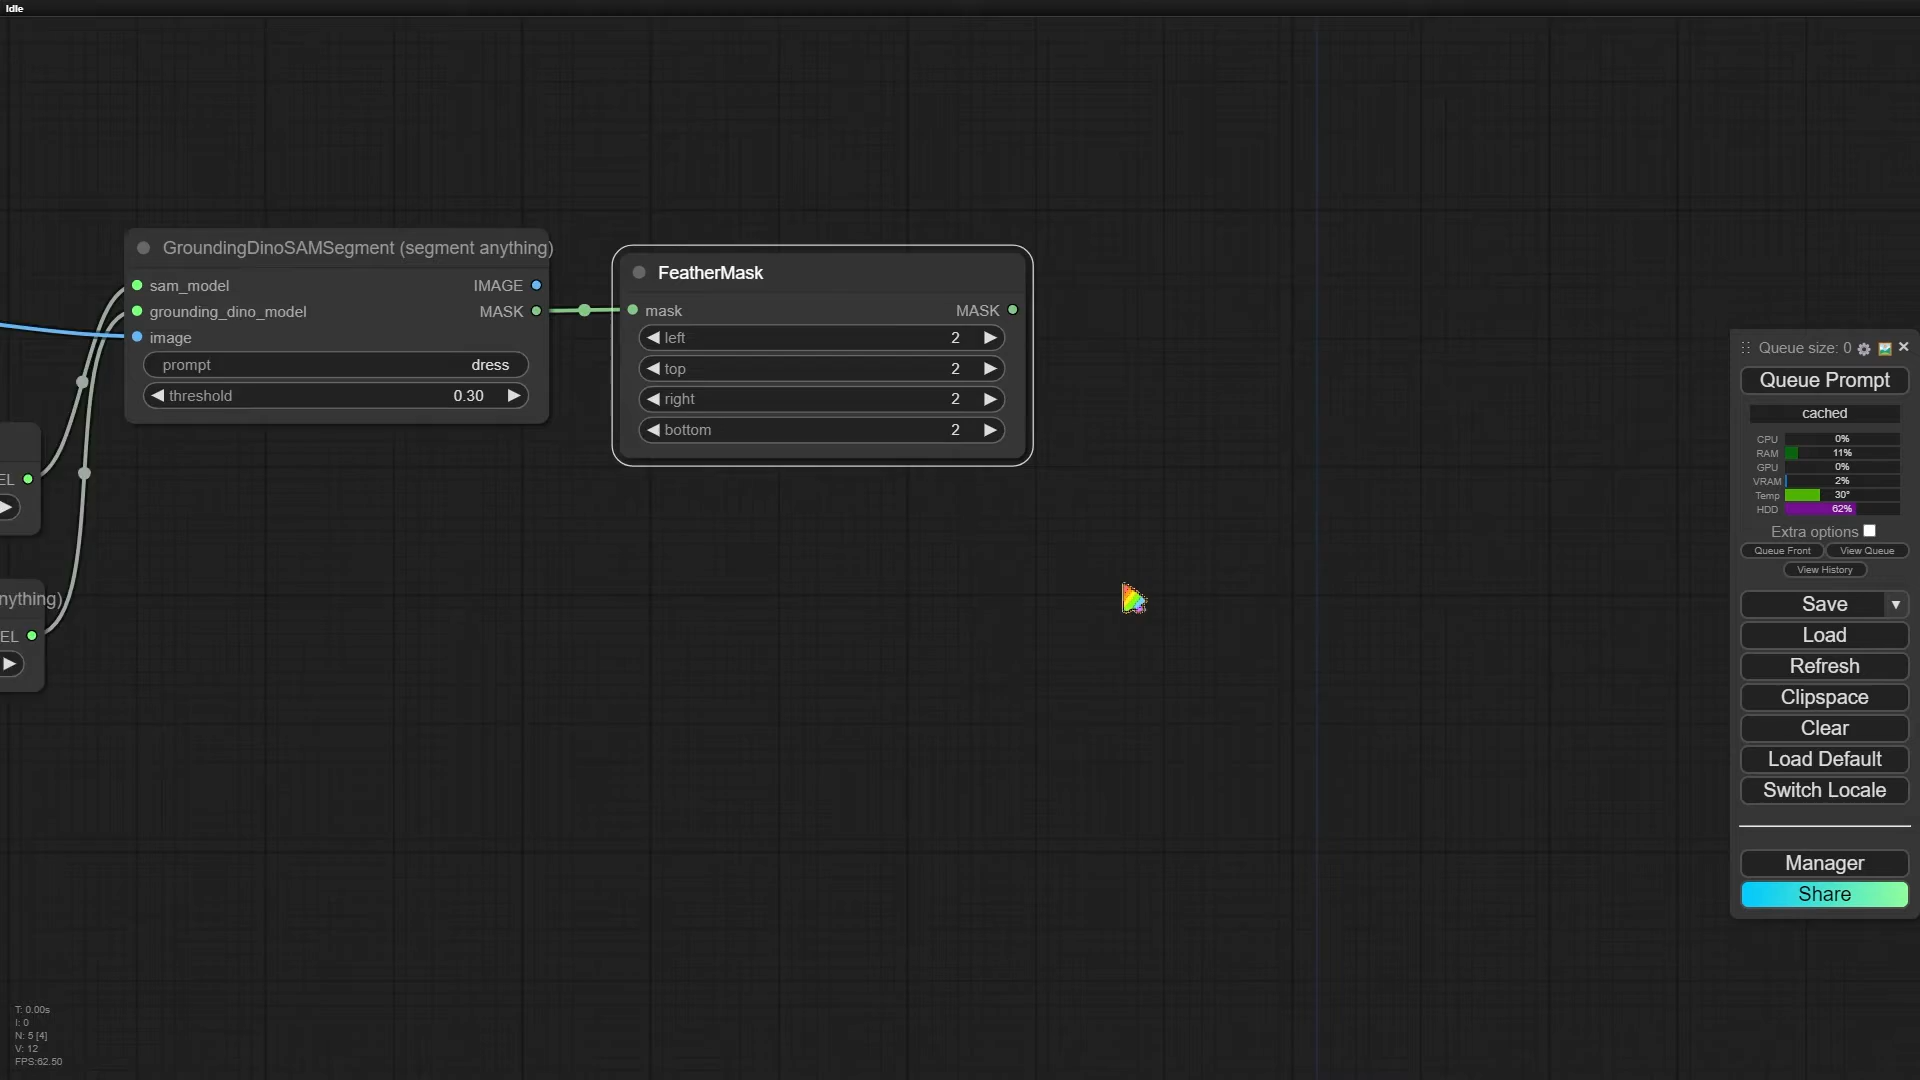 Idle
GroundingDinoSAMSegment (segment anything)
sam_model
IMAGE
grounding_dino_model
MASK
image
prompt
dress
threshold
0.30
FeatherMask
mask
MASK
left
2
top
2
right
2
bottom
2
EL
nything)
EL
Queue size: 0
Queue Prompt
cached
CPU 0%
RAM 11%
GPU 0%
VRAM 2%
Temp 30°
HDD 62%
Extra options
Queue Front
View Queue
View History
Save
Load
Refresh
Clipspace
Clear
Load Default
Switch Locale
Manager
Share
T: 0.00s
I: 0
N: 5 [4]
V: 12
FPS:62.50